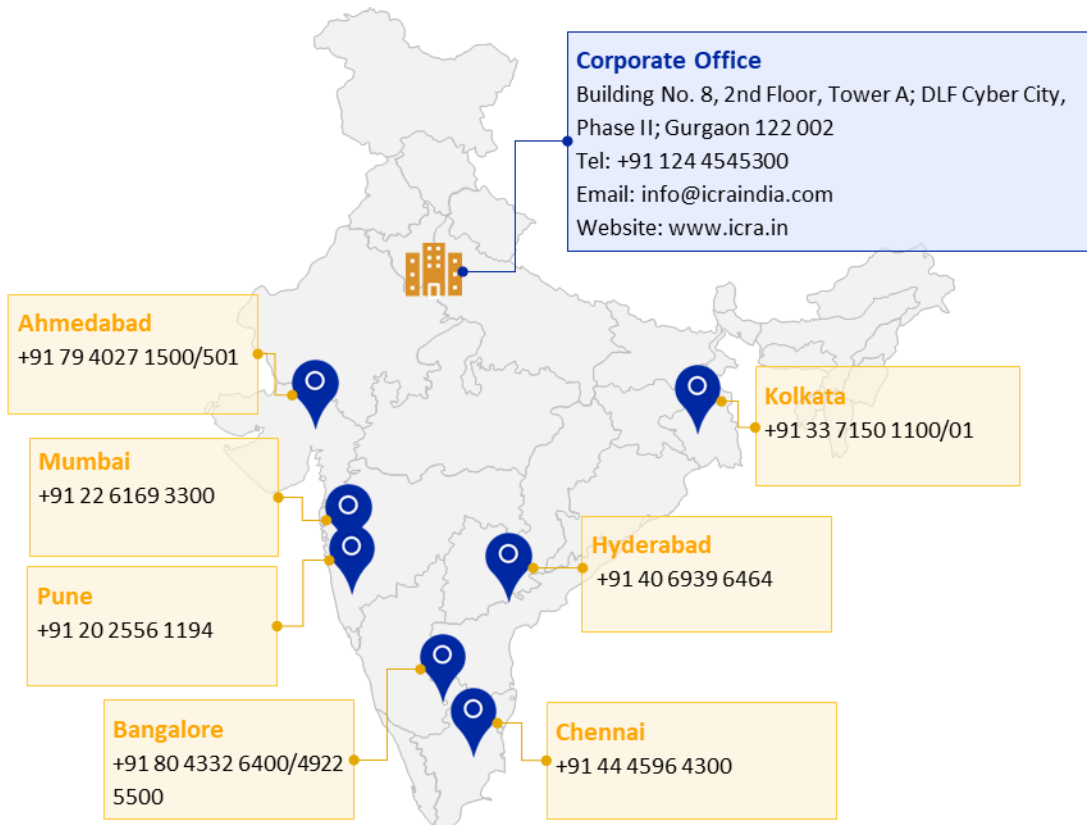 Corporate Office
Building No. 8, 2nd Floor, Tower A; DLF Cyber City,
Phase II; Gurgaon 122 002
Tel: +91 124 4545300
Email: info@icraindia.com
Website: www.icra.in
Ahmedabad
+91 79 4027 1500/501
Kolkata
+91 33 7150 1100/01
Mumbai
+91 22 6169 3300
Hyderabad
+91 40 6939 6464
Pune
+91 20 2556 1194
Bangalore
+91 80 4332 6400/4922
5500
Chennai
+91 44 4596 4300